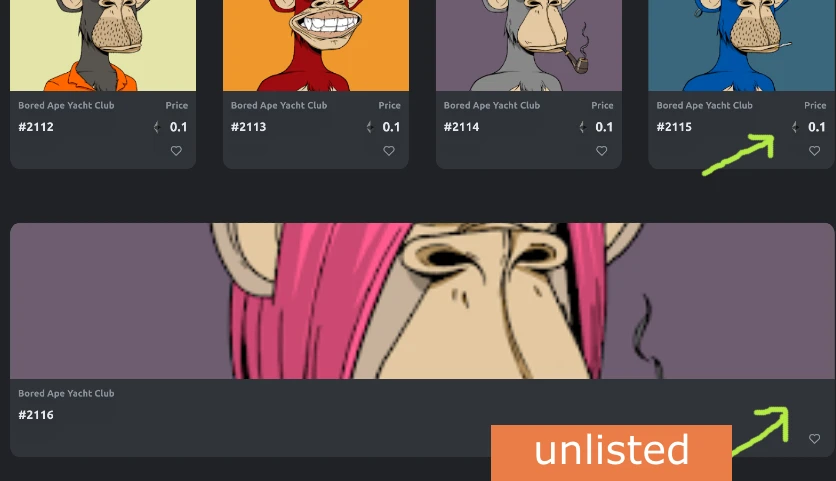 Bored Ape Yacht Club Price
#2112 0.1
Bored Ape Yacht Club Price
#2113 0.1
Bored Ape Yacht Club Price
#2114 0.1
Bored Ape Yacht Club Price
#2115 0.1
Bored Ape Yacht Club
#2116
unlisted